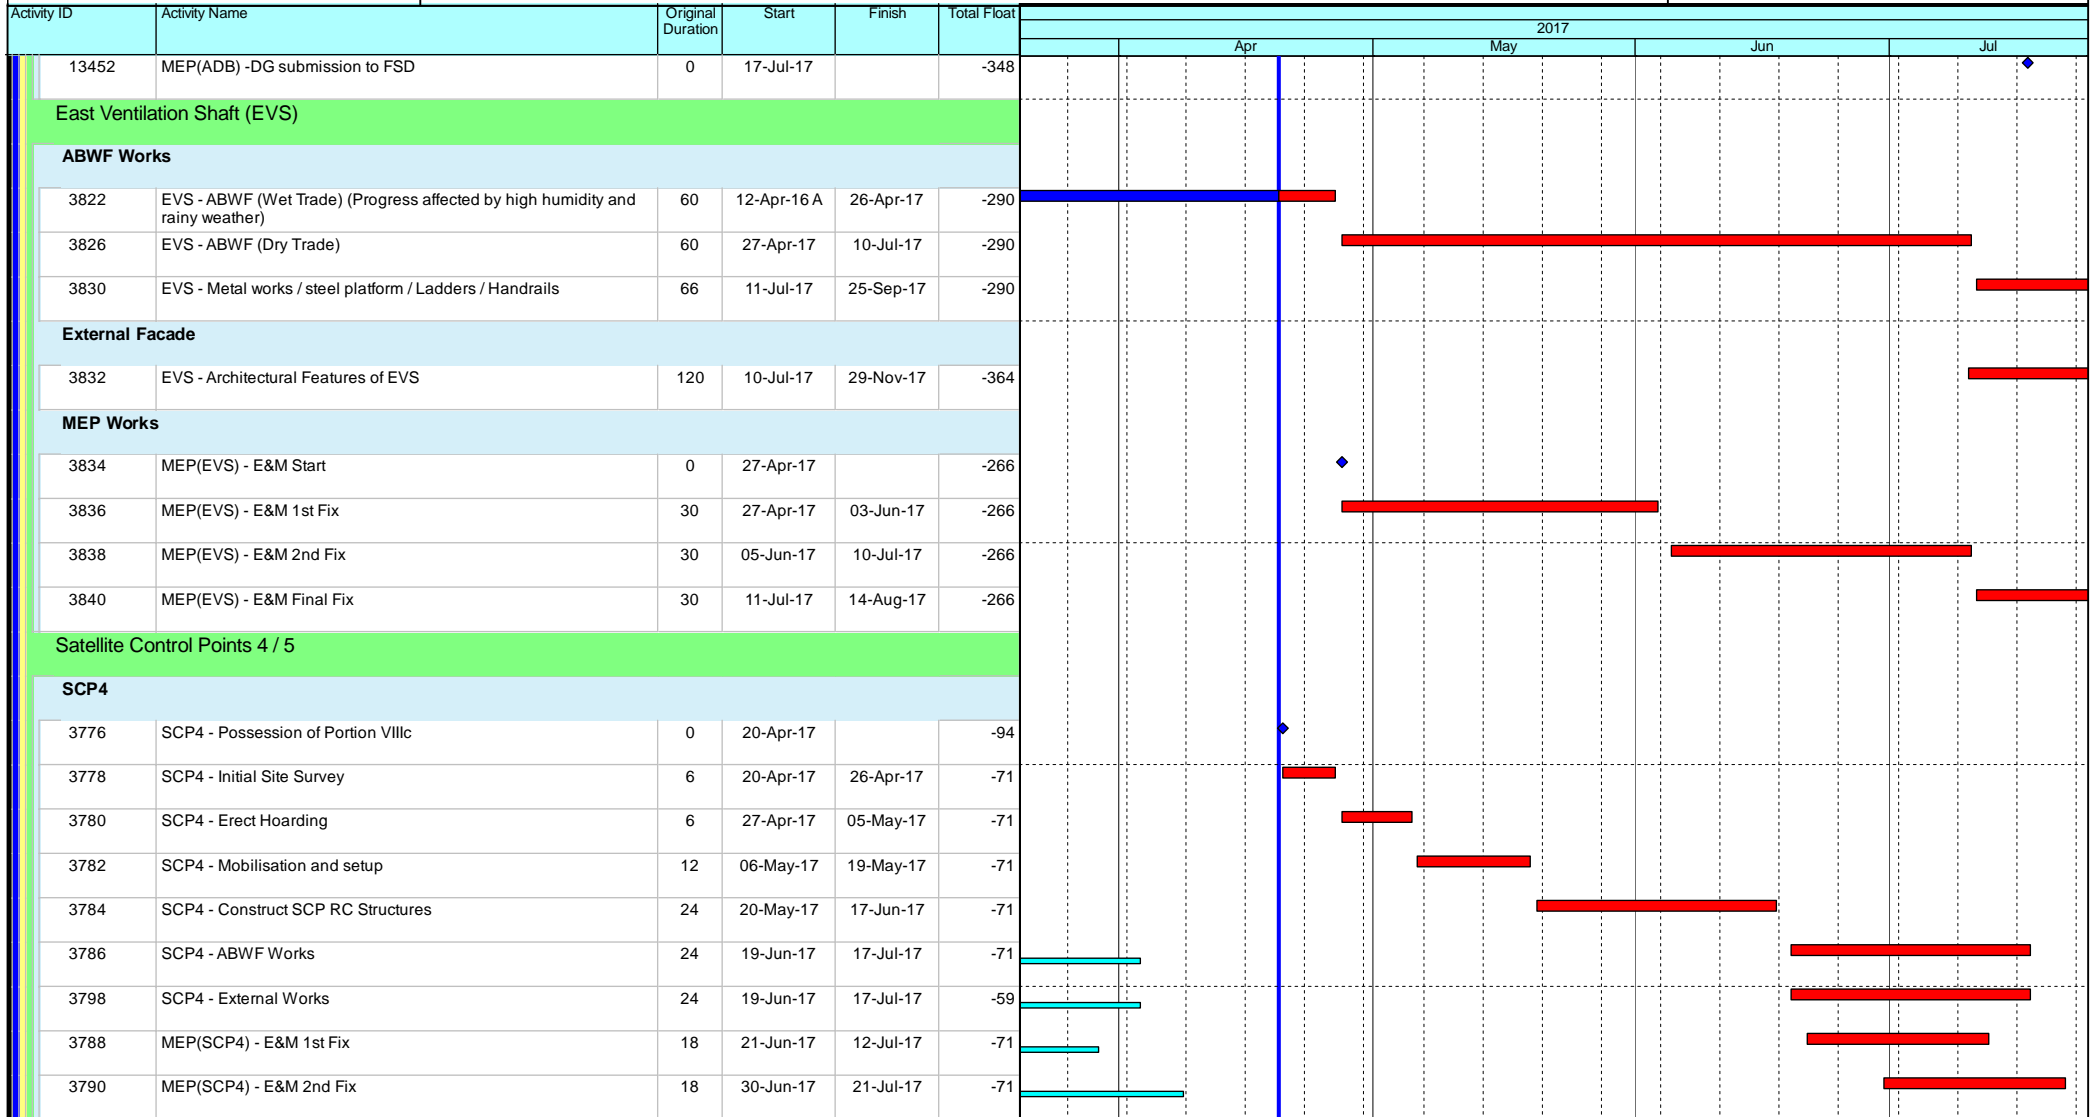 Activity ID Activity Name Original Duration Start Finish Total Float
2017
Apr May Jun Jul
13452 MEP(ADB) -DG submission to FSD 0 17-Jul-17 -348
East Ventilation Shaft (EVS)
ABWF Works
3822 EVS - ABWF (Wet Trade) (Progress affected by high humidity and 60 12-Apr-16 A 26-Apr-17 -290
rainy weather)
3826 EVS - ABWF (Dry Trade) 60 27-Apr-17 10-Jul-17 -290
3830 EVS - Metal works / steel platform / Ladders / Handrails 66 11-Jul-17 25-Sep-17 -290
External Facade
3832 EVS - Architectural Features of EVS 120 10-Jul-17 29-Nov-17 -364
MEP Works
3834 MEP(EVS) - E&M Start 0 27-Apr-17 -266
3836 MEP(EVS) - E&M 1st Fix 30 27-Apr-17 03-Jun-17 -266
3838 MEP(EVS) - E&M 2nd Fix 30 05-Jun-17 10-Jul-17 -266
3840 MEP(EVS) - E&M Final Fix 30 11-Jul-17 14-Aug-17 -266
Satellite Control Points 4 / 5
SCP4
3776 SCP4 - Possession of Portion VIIIc 0 20-Apr-17 -94
3778 SCP4 - Initial Site Survey 6 20-Apr-17 26-Apr-17 -71
3780 SCP4 - Erect Hoarding 6 27-Apr-17 05-May-17 -71
3782 SCP4 - Mobilisation and setup 12 06-May-17 19-May-17 -71
3784 SCP4 - Construct SCP RC Structures 24 20-May-17 17-Jun-17 -71
3786 SCP4 - ABWF Works 24 19-Jun-17 17-Jul-17 -71
3798 SCP4 - External Works 24 19-Jun-17 17-Jul-17 -59
3788 MEP(SCP4) - E&M 1st Fix 18 21-Jun-17 12-Jul-17 -71
3790 MEP(SCP4) - E&M 2nd Fix 18 30-Jun-17 21-Jul-17 -71